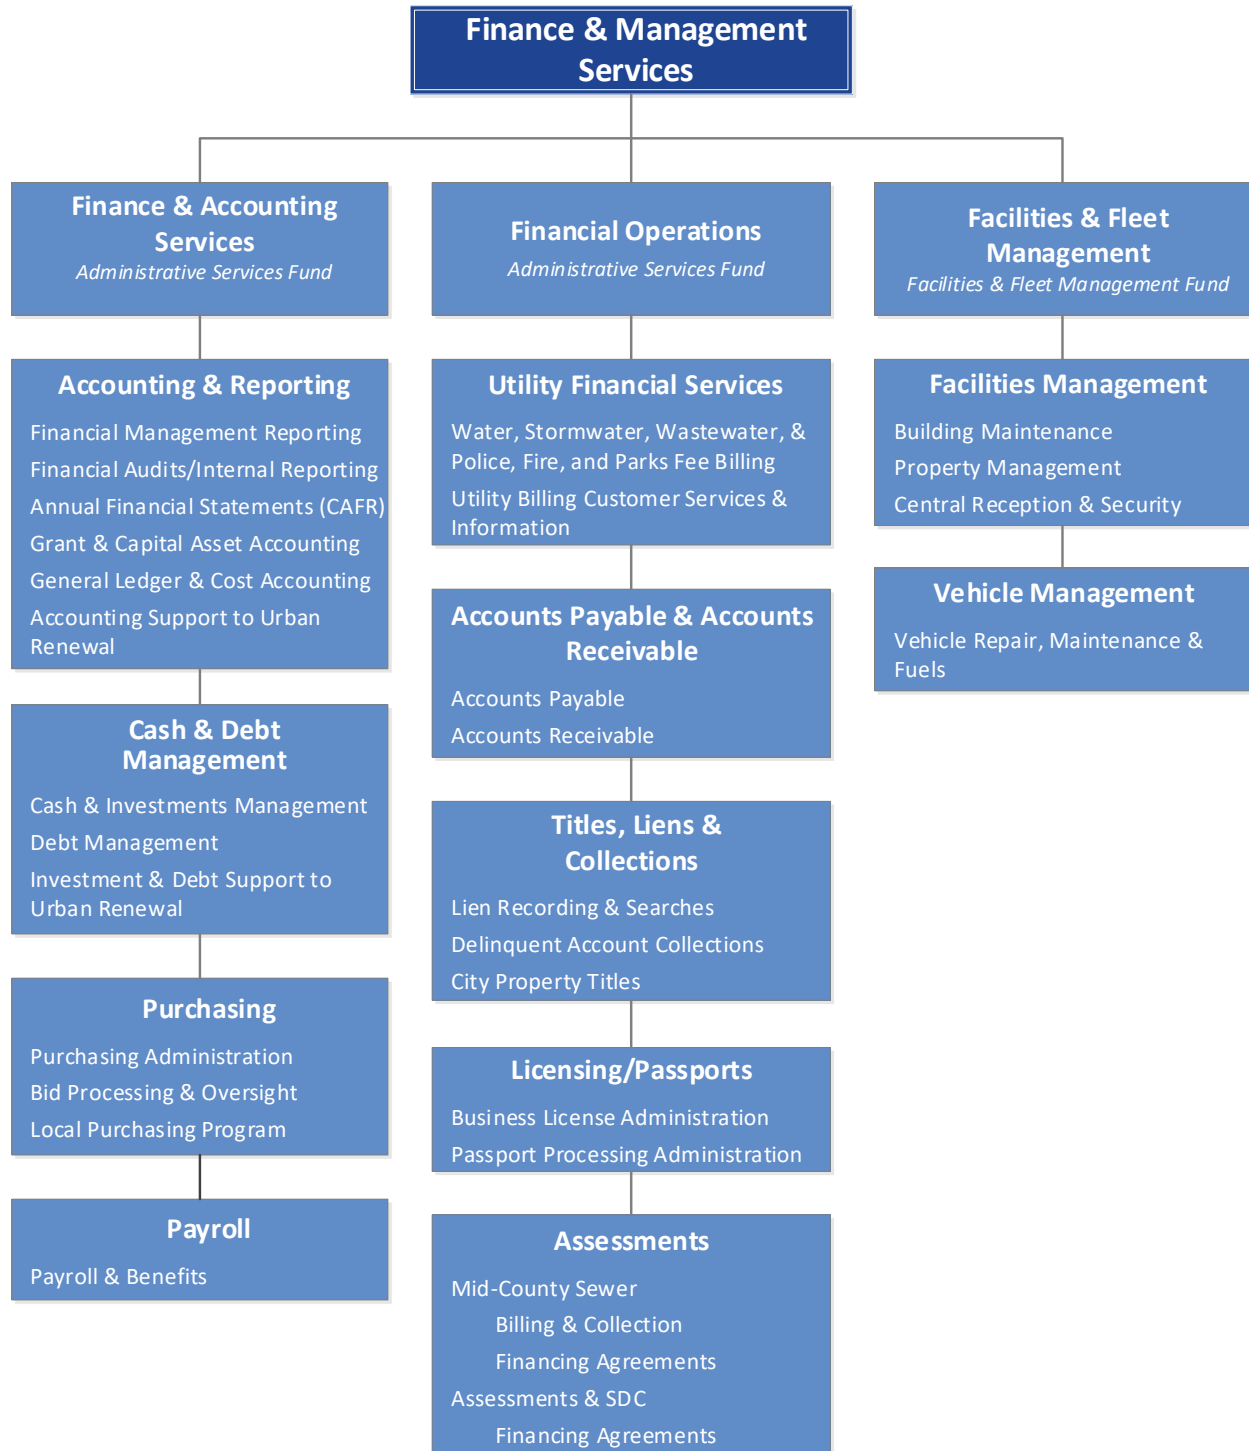 Finance & Management
Services
Finance & Accounting
Services
Administrative Services Fund
Accounting & Reporting
Financial Management Reporting
Financial Audits/Internal Reporting
Annual Financial Statements (CAFR)
Grant & Capital Asset Accounting
General Ledger & Cost Accounting
Accounting Support to Urban
Renewal
Cash & Debt
Management
Cash & Investments Management
Debt Management
Investment & Debt Support to
Urban Renewal
Purchasing
Purchasing Administration
Bid Processing & Oversight
Local Purchasing Program
Payroll
Payroll & Benefits
Financial Operations
Administrative Services Fund
Utility Financial Services
Water, Stormwater, Wastewater, &
Police, Fire, and Parks Fee Billing
Utility Billing Customer Services &
Information
Accounts Payable & Accounts
Receivable
Accounts Payable
Accounts Receivable
Titles, Liens &
Collections
Lien Recording & Searches
Delinquent Account Collections
City Property Titles
Licensing/Passports
Business License Administration
Passport Processing Administration
Assessments
Mid-County Sewer
Billing & Collection
Financing Agreements
Assessments & SDC
Financing Agreements
Facilities & Fleet
Management
Facilities & Fleet Management Fund
Facilities Management
Building Maintenance
Property Management
Central Reception & Security
Vehicle Management
Vehicle Repair, Maintenance &
Fuels